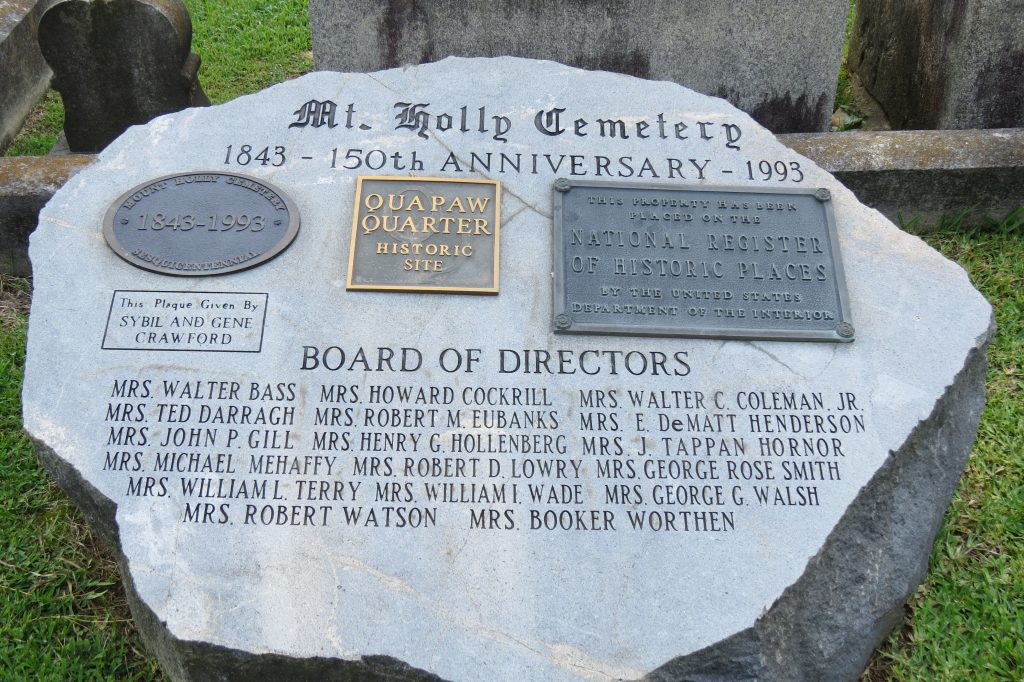 Mt. Holly Cemetery
1843 - 150th ANNIVERSARY - 1993
MOUNT HOLLY CEMETERY
1843-1993
SESQUICENTENNIAL
QUAPAW
QUARTER
HISTORIC
SITE
THIS PROPERTY HAS BEEN
PLACED ON THE
NATIONAL REGISTER
OF HISTORIC PLACES
BY THE UNITED STATES
DEPARTMENT OF THE INTERIOR
This Plaque Given By
SYBIL AND GENE
CRAWFORD
BOARD OF DIRECTORS
MRS. WALTER BASS MRS. HOWARD COCKRILL MRS. WALTER C. COLEMAN, JR.
MRS. TED DARRAGH MRS. ROBERT M. EUBANKS MRS. E. DeMATT HENDERSON
MRS. JOHN P. GILL MRS. HENRY G. HOLLENBERG MRS. J. TAPPAN HORNOR
MRS. MICHAEL MEHAFFY MRS. ROBERT D. LOWRY MRS. GEORGE ROSE SMITH
MRS. WILLIAM L. TERRY MRS. WILLIAM I. WADE MRS. GEORGE G. WALSH
MRS. ROBERT WATSON MRS. BOOKER WORTHEN